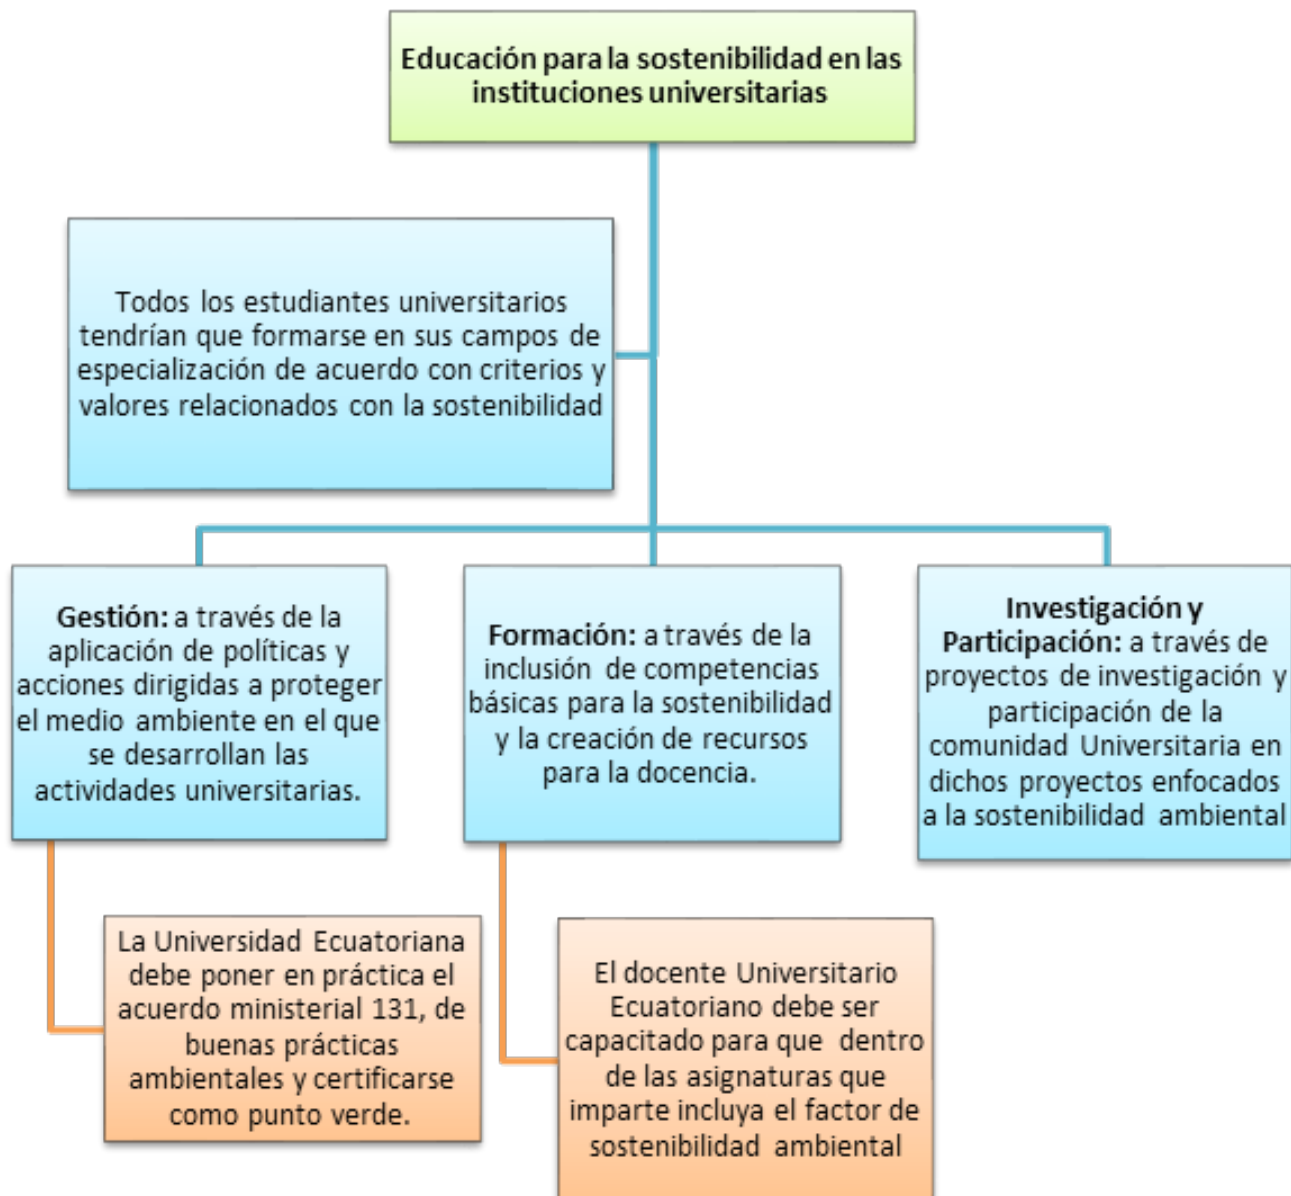 Educación para la sostenibilidad en las
instituciones universitarias
Todos los estudiantes universitarios
tendrían que formarse en sus campos de
especialización de acuerdo con criterios y
valores relacionados con la sostenibilidad
Gestión: a través de la
aplicación de políticas y
acciones dirigidas a proteger
el medio ambiente en el que
se desarrollan las
actividades universitarias.
Formación: a través de la
inclusión de competencias
básicas para la sostenibilidad
y la creación de recursos
para la docencia.
Investigación y
Participación: a través de
proyectos de investigación y
participación de la
comunidad Universitaria en
dichos proyectos enfocados
a la sostenibilidad ambiental
La Universidad Ecuatoriana
debe poner en práctica el
acuerdo ministerial 131, de
buenas prácticas
ambientales y certificarse
como punto verde.
El docente Universitario
Ecuatoriano debe ser
capacitado para que dentro
de las asignaturas que
imparte incluya el factor de
sostenibilidad ambiental